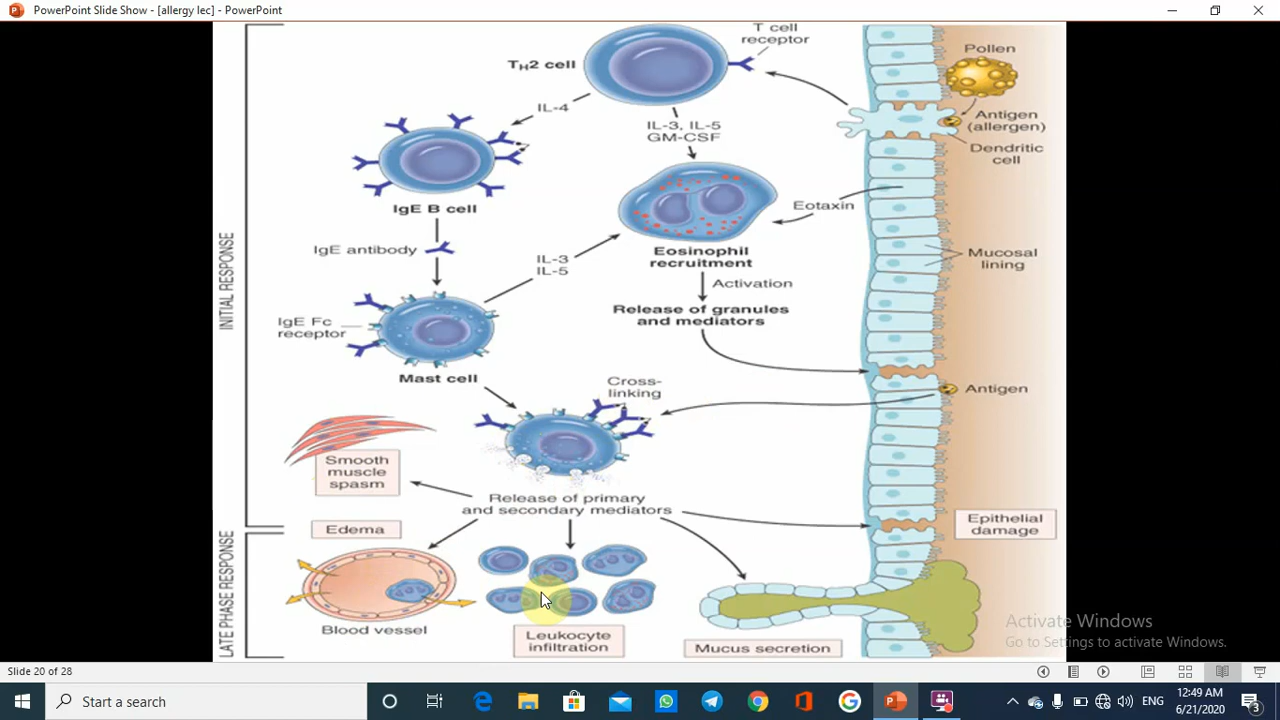 PowerPoint Slide Show - [allergy lec] - PowerPoint
T cell
receptor
TH2 cell
Pollen
IL-4
IL-3, IL-5
GM-CSF
Antigen
(allergen)
Dendritic
cell
IgE B cell
Eotaxin
IgE antibody
IL-3
IL-5
Eosinophil
recruitment
Mucosal
lining
Activation
INITIAL RESPONSE
Release of granules
and mediators
IgE Fc
receptor
Mast cell
Cross-
linking
Antigen
Smooth
muscle
spasm
Release of primary
and secondary mediators
Edema
Epithelial
damage
LATE PHASE RESPONSE
Blood vessel
Leukocyte
infiltration
Mucus secretion
Activate Windows
Go to Settings to activate Windows.
Slide 20 of 28
Start a search
ENG
12:49 AM
6/21/2020
3